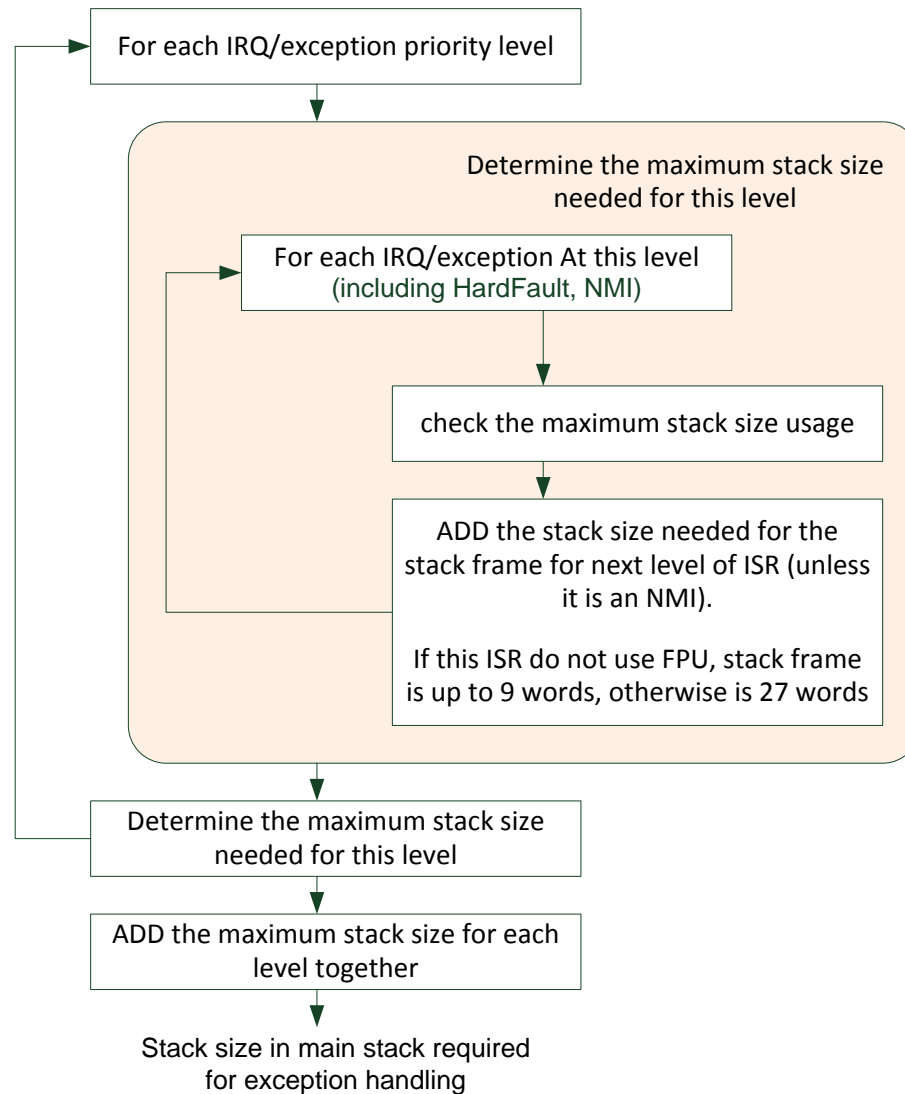 For each IRQ/exception priority level
Determine the maximum stack size
needed for this level
For each IRQ/exception At this level
(including HardFault, NMI)
check the maximum stack size usage
ADD the stack size needed for the
stack frame for next level of ISR (unless
it is an NMI).
If this ISR do not use FPU, stack frame
is up to 9 words, otherwise is 27 words
Determine the maximum stack size
needed for this level
ADD the maximum stack size for each
level together
Stack size in main stack required
for exception handling